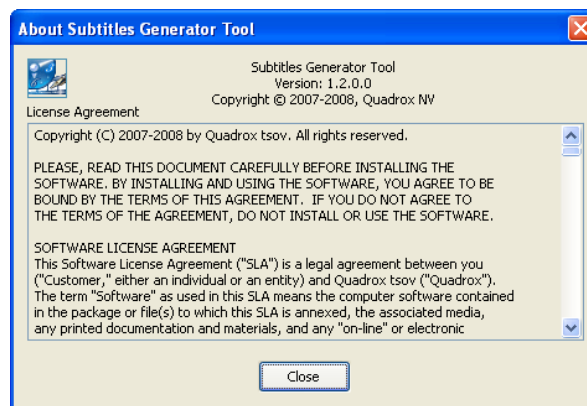 About Subtitles Generator Tool
Subtitles Generator Tool
Version: 1.2.0.0
Copyright © 2007-2008, Quadrox NV
License Agreement
Copyright (C) 2007-2008 by Quadrox tsov. All rights reserved.
PLEASE, READ THIS DOCUMENT CAREFULLY BEFORE INSTALLING THE
SOFTWARE. BY INSTALLING AND USING THE SOFTWARE, YOU AGREE TO BE
BOUND BY THE TERMS OF THIS AGREEMENT. IF YOU DO NOT AGREE TO
THE TERMS OF THE AGREEMENT, DO NOT INSTALL OR USE THE SOFTWARE.
SOFTWARE LICENSE AGREEMENT
This Software License Agreement ("SLA") is a legal agreement between you
("Customer," either an individual or an entity) and Quadrox tsov ("Quadrox").
The term "Software" as used in this SLA means the computer software contained
in the package or file(s) to which this SLA is annexed, the associated media,
any printed documentation and materials, and any "on-line" or electronic
Close